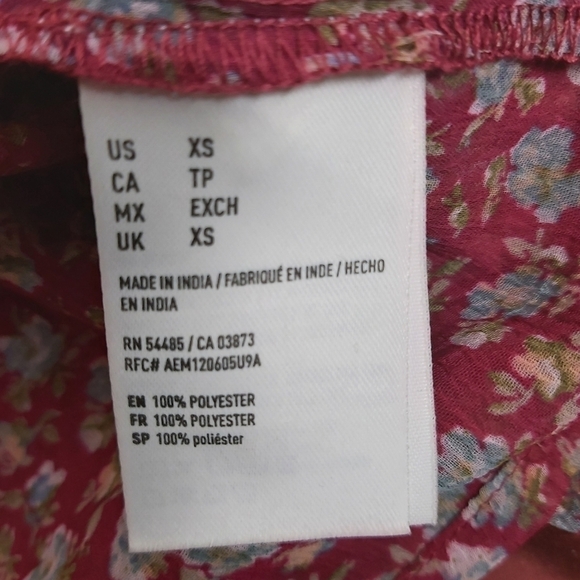 US XS
CA TP
MX EXCH
UK XS
MADE IN INDIA / FABRIQUÉ EN INDE / HECHO
EN INDIA
RN 54485 / CA 03873
RFC# AEM120605U9A
EN 100% POLYESTER
FR 100% POLYESTER
SP 100% poliéster